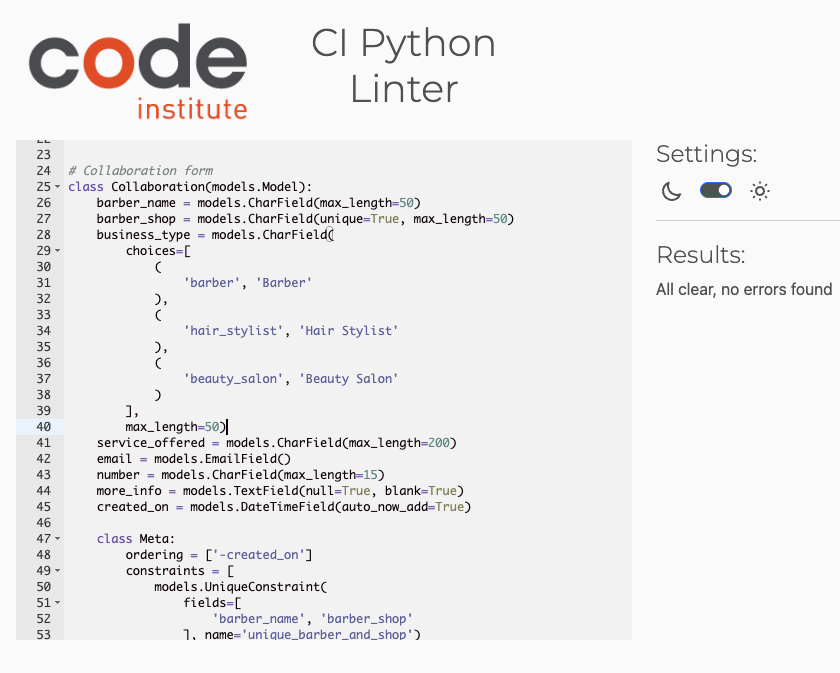 code
institute
CI Python
Linter
22
23
24 # Collaboration form
25 class Collaboration(models.Model):
26 barber_name = models.CharField(max_length=50)
27 barber_shop = models.CharField(unique=True, max_length=50)
28 business_type = models.CharField(
29 choices=[
30 (
31 'barber', 'Barber'
32 ),
33 (
34 'hair_stylist', 'Hair Stylist'
35 ),
36 (
37 'beauty_salon', 'Beauty Salon'
38 )
39 ],
40 max_length=50)
41 service_offered = models.CharField(max_length=200)
42 email = models.EmailField()
43 number = models.CharField(max_length=15)
44 more_info = models.TextField(null=True, blank=True)
45 created_on = models.DateTimeField(auto_now_add=True)
46
47 class Meta:
48 ordering = ['-created_on']
49 constraints = [
50 models.UniqueConstraint(
51 fields=[
52 'barber_name', 'barber_shop'
53 ], name='unique_barber_and_shop')
Settings:
Results:
All clear, no errors found